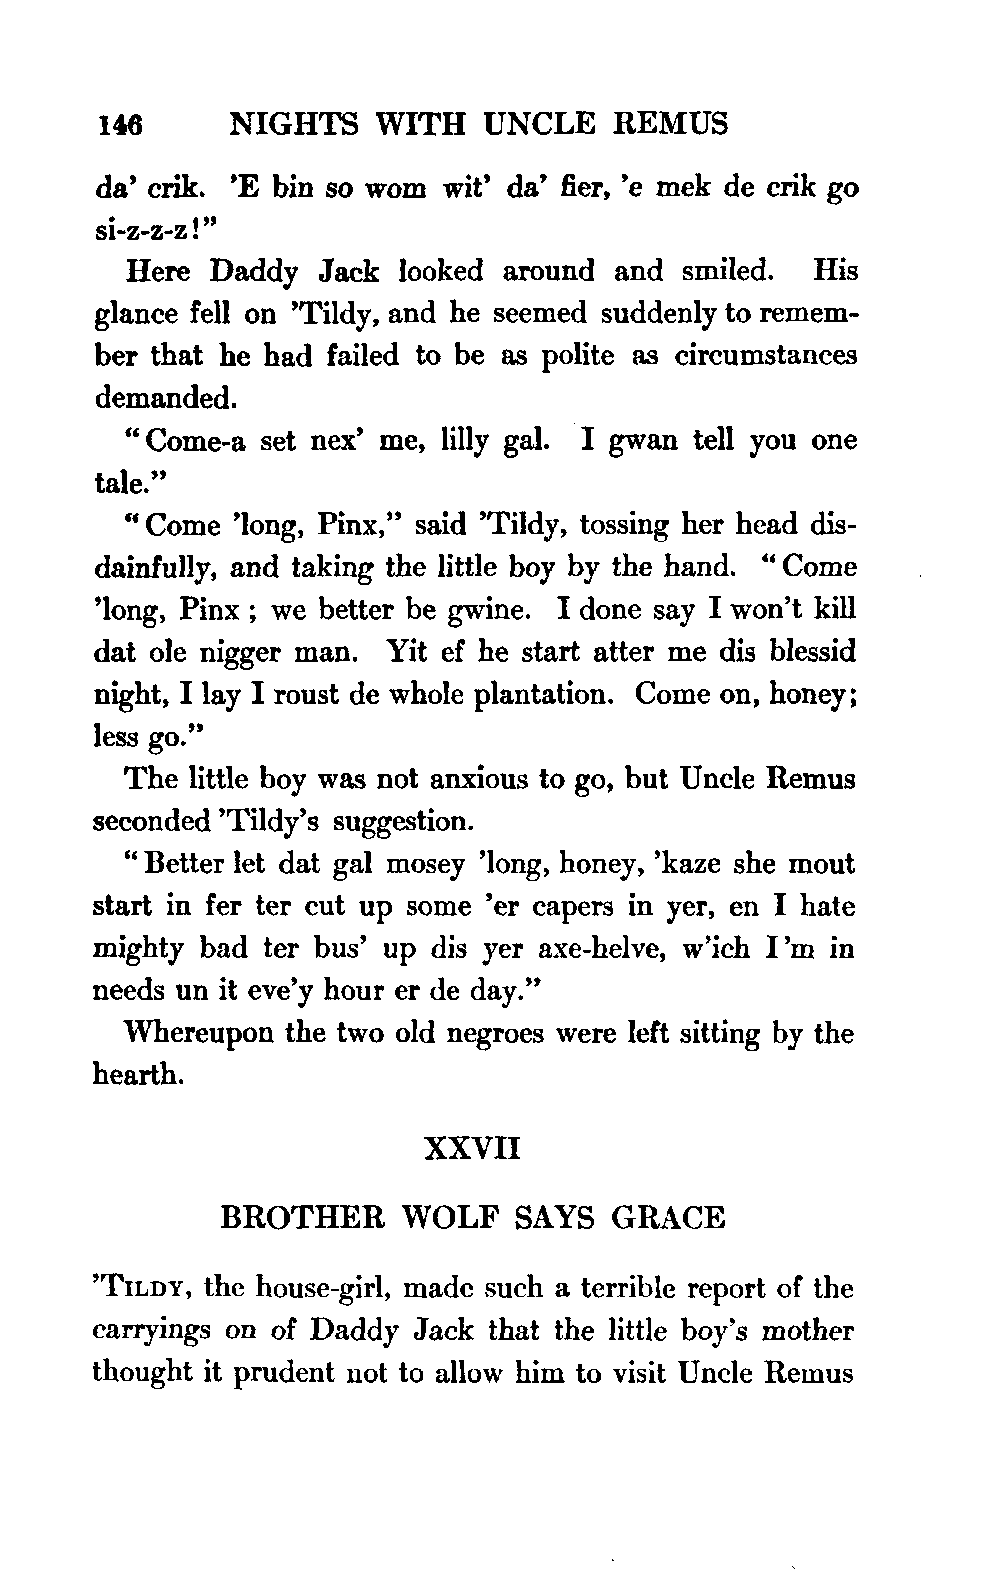 146 NIGHTS WITH UNCLE REMUS
da’ crik. ’E bin so wom wit’ da’ fier, ’e mek de crik go
si-z-z-z!”
Here Daddy Jack looked around and smiled. His
glance fell on ’Tildy, and he seemed suddenly to remem-
ber that he had failed to be as polite as circumstances
demanded.
“Come-a set nex’ me, lilly gal. I gwan tell you one
tale.”
“Come ’long, Pinx,” said ’Tildy, tossing her head dis-
dainfully, and taking the little boy by the hand. “Come
’long, Pinx; we better be gwine. I done say I won’t kill
dat ole nigger man. Yit ef he start atter me dis blessid
night, I lay I roust de whole plantation. Come on, honey;
less go.”
The little boy was not anxious to go, but Uncle Remus
seconded ’Tildy’s suggestion.
“Better let dat gal mosey ’long, honey, ’kaze she mout
start in fer ter cut up some ’er capers in yer, en I hate
mighty bad ter bus’ up dis yer axe-helve, w’ich I’m in
needs un it eve’y hour er de day.”
Whereupon the two old negroes were left sitting by the
hearth.
XXVII
BROTHER WOLF SAYS GRACE
’TILDY, the house-girl, made such a terrible report of the
carryings on of Daddy Jack that the little boy’s mother
thought it prudent not to allow him to visit Uncle Remus